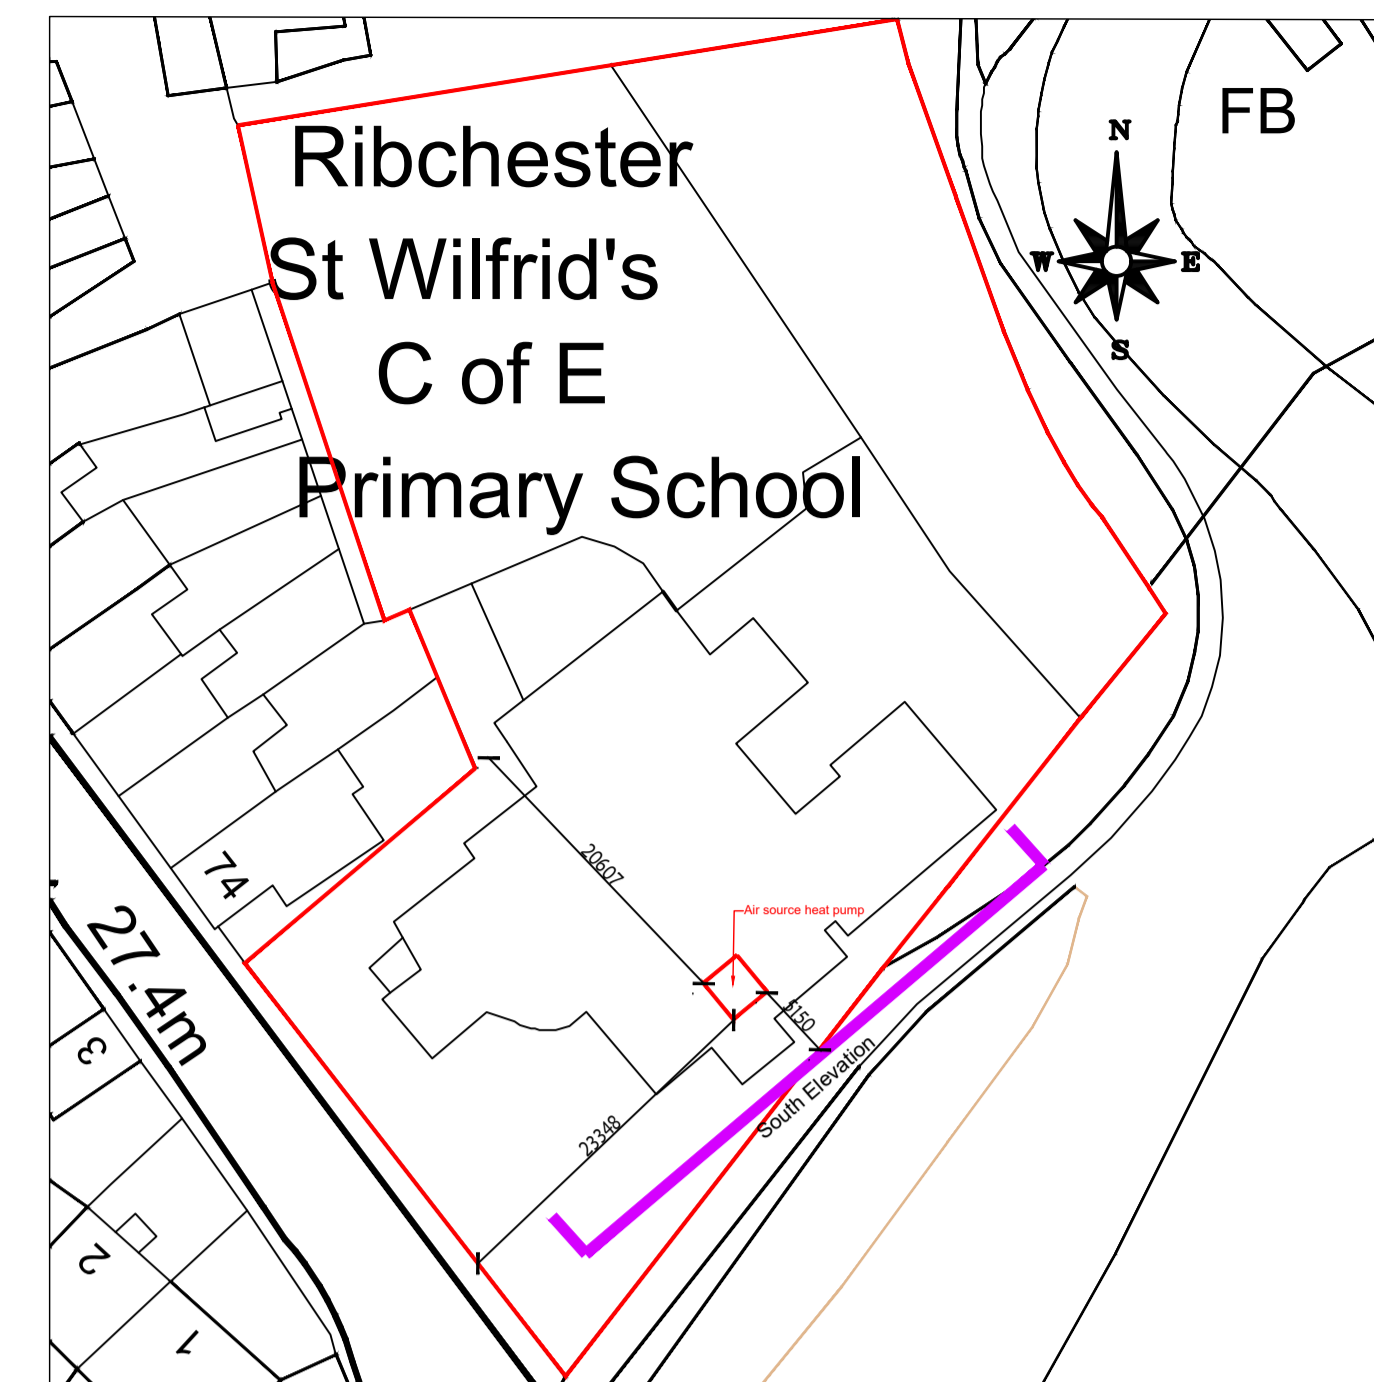 Ribchester
St Wilfrid's
C of E
Primary School
FB
N
W
E
S
74
27.4m
3
2
1
20607
Air source heat pump
5150
South Elevation
23348